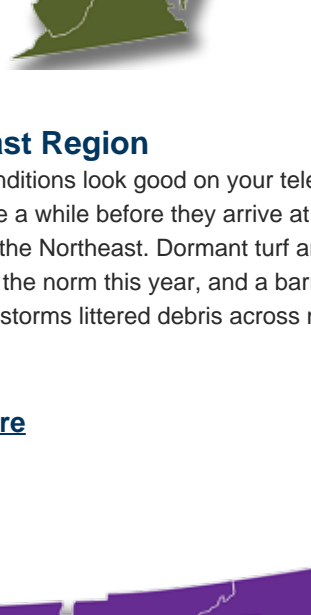 ast Region
nditions look good on your tele
e a while before they arrive at
the Northeast. Dormant turf a
the norm this year, and a bar
storms littered debris across
re